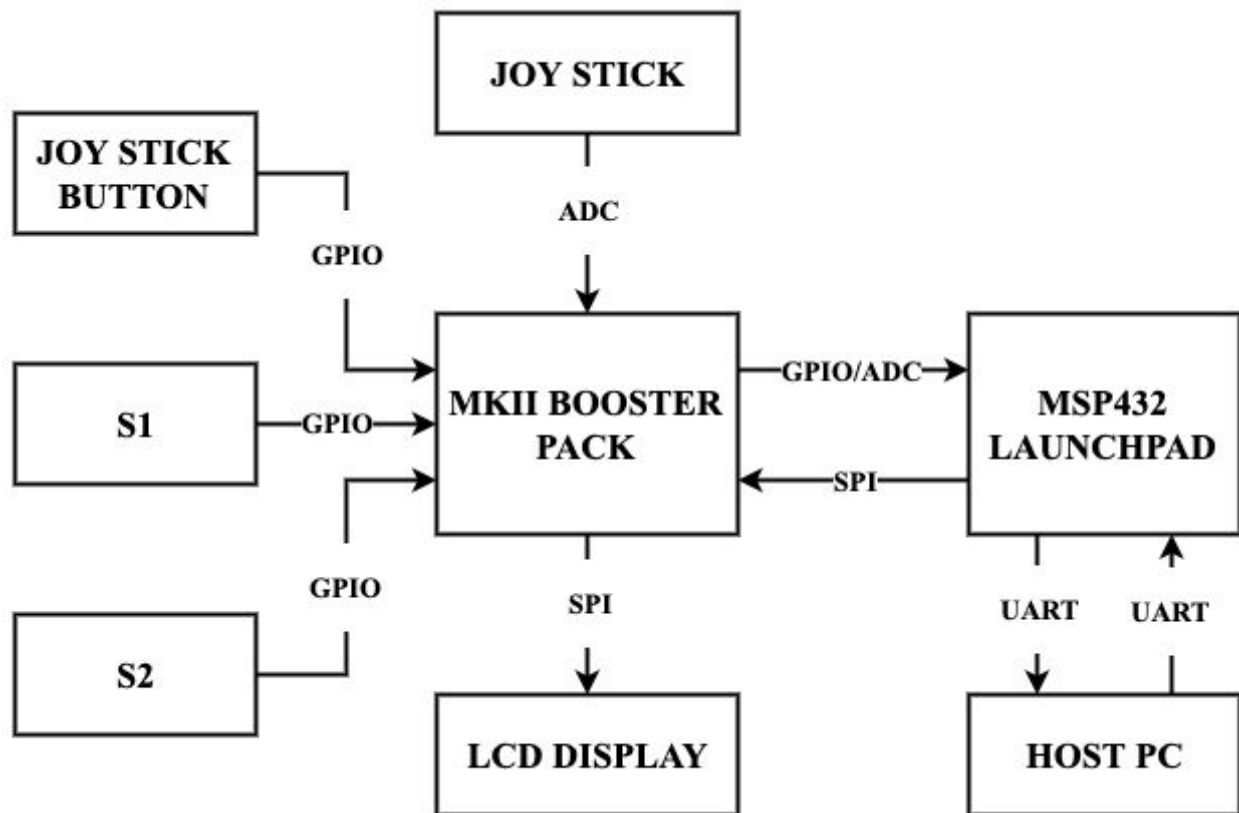 JOY STICK
JOY STICK
BUTTON
ADC
GPIO
MKII BOOSTER
PACK
GPIO/ADC
MSP432
LAUNCHPAD
S1
GPIO
SPI
GPIO
SPI
UART
UART
S2
LCD DISPLAY
HOST PC